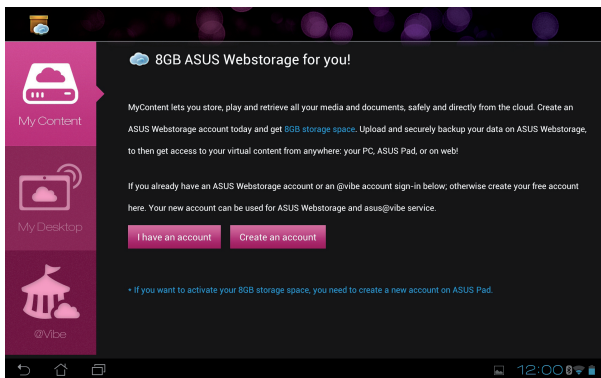 8GB ASUS Webstorage for you!
My Content
MyContent lets you store, play and retrieve all your media and documents, safely and directly from the cloud. Create an
ASUS Webstorage account today and get 8GB storage space. Upload and securely backup your data on ASUS Webstorage,
to then get access to your virtual content from anywhere: your PC, ASUS Pad, or on web!
If you already have an ASUS Webstorage account or an @vibe account sign-in below; otherwise create your free account
here. Your new account can be used for ASUS Webstorage and asus@vibe service.
My Desktop
I have an account
Create an account
* If you want to activate your 8GB storage space, you need to create a new account on ASUS Pad.
@Vibe
12:00